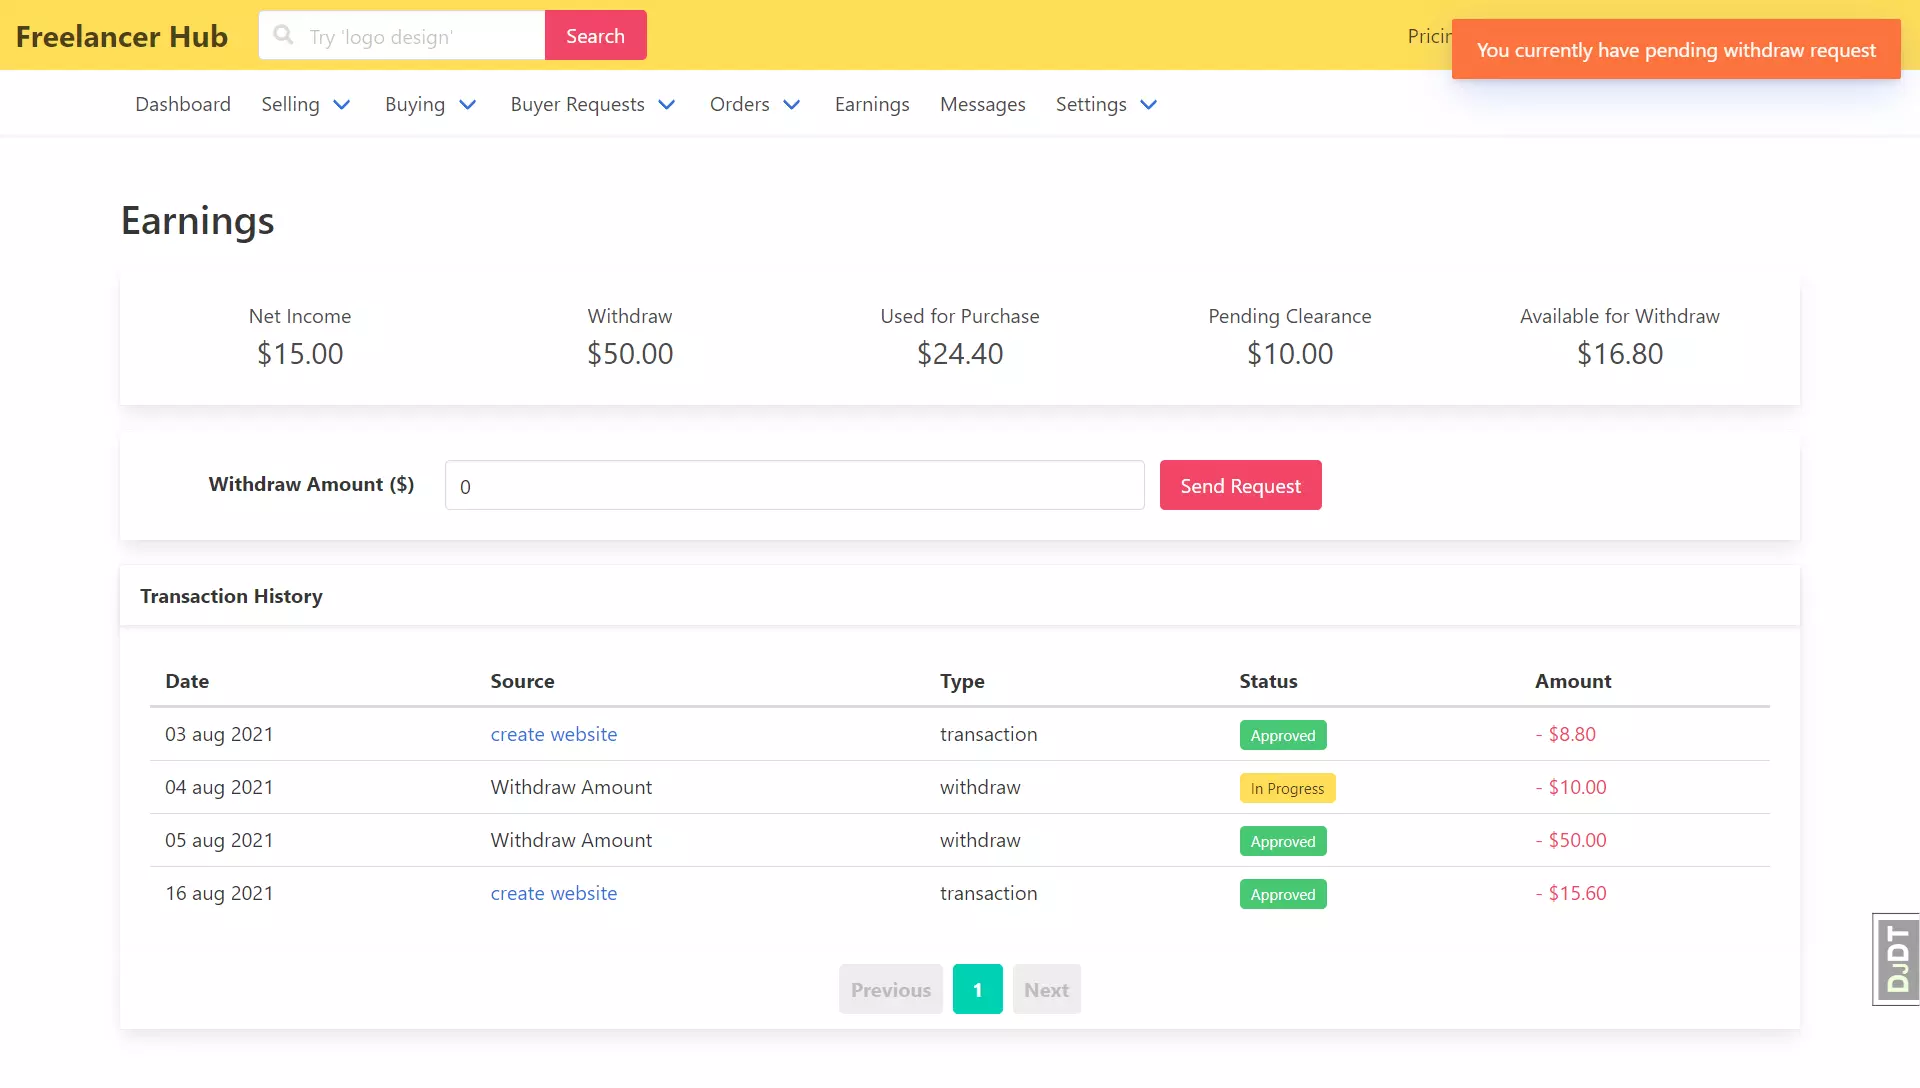 Freelancer Hub
Try 'logo design'
Search
You currently have pending withdraw request
Dashboard Selling Buying Buyer Requests Orders Earnings Messages Settings
Earnings
Net Income Withdraw Used for Purchase Pending Clearance Available for Withdraw
$15.00 $50.00 $24.40 $10.00 $16.80
Withdraw Amount ($) 0 Send Request
Transaction History
Date Source Type Status Amount
03 aug 2021 create website transaction Approved - $8.80
04 aug 2021 Withdraw Amount withdraw In Progress - $10.00
05 aug 2021 Withdraw Amount withdraw Approved - $50.00
16 aug 2021 create website transaction Approved - $15.60
Previous 1 Next
DJDT